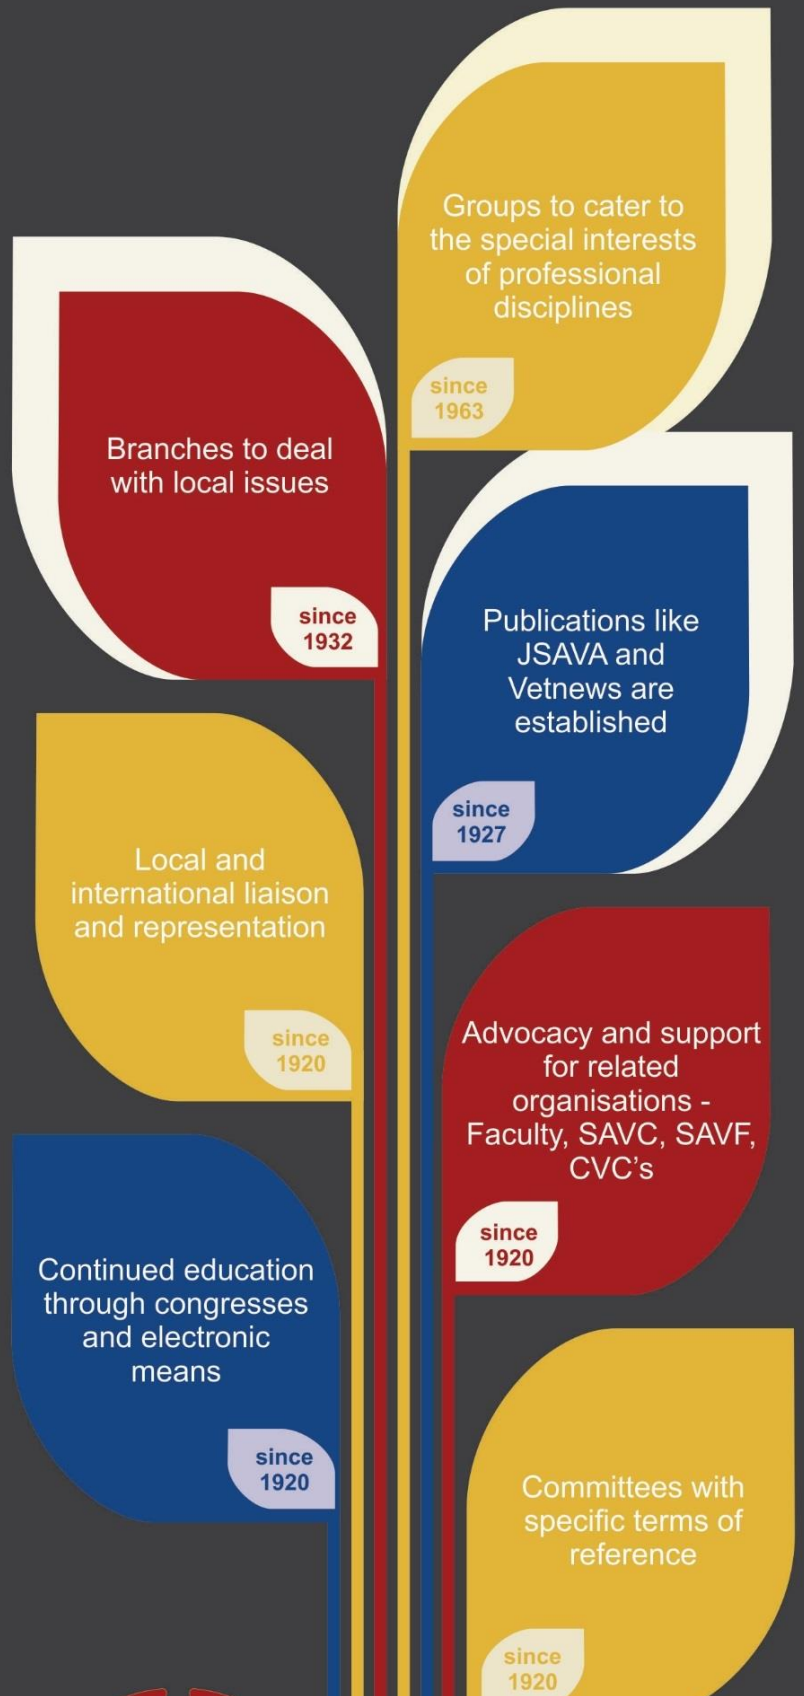 Groups to cater to
the special interests
of professional
disciplines
since
1963
Branches to deal
with local issues
since
1932
Publications like
JSAVA and
Vetnews are
established
since
1927
Local and
international liaison
and representation
since
1920
Advocacy and support
for related
organisations -
Faculty, SAVC, SAVF,
CVC's
since
1920
Continued education
through congresses
and electronic
means
since
1920
Committees with
specific terms of
reference
since
1920